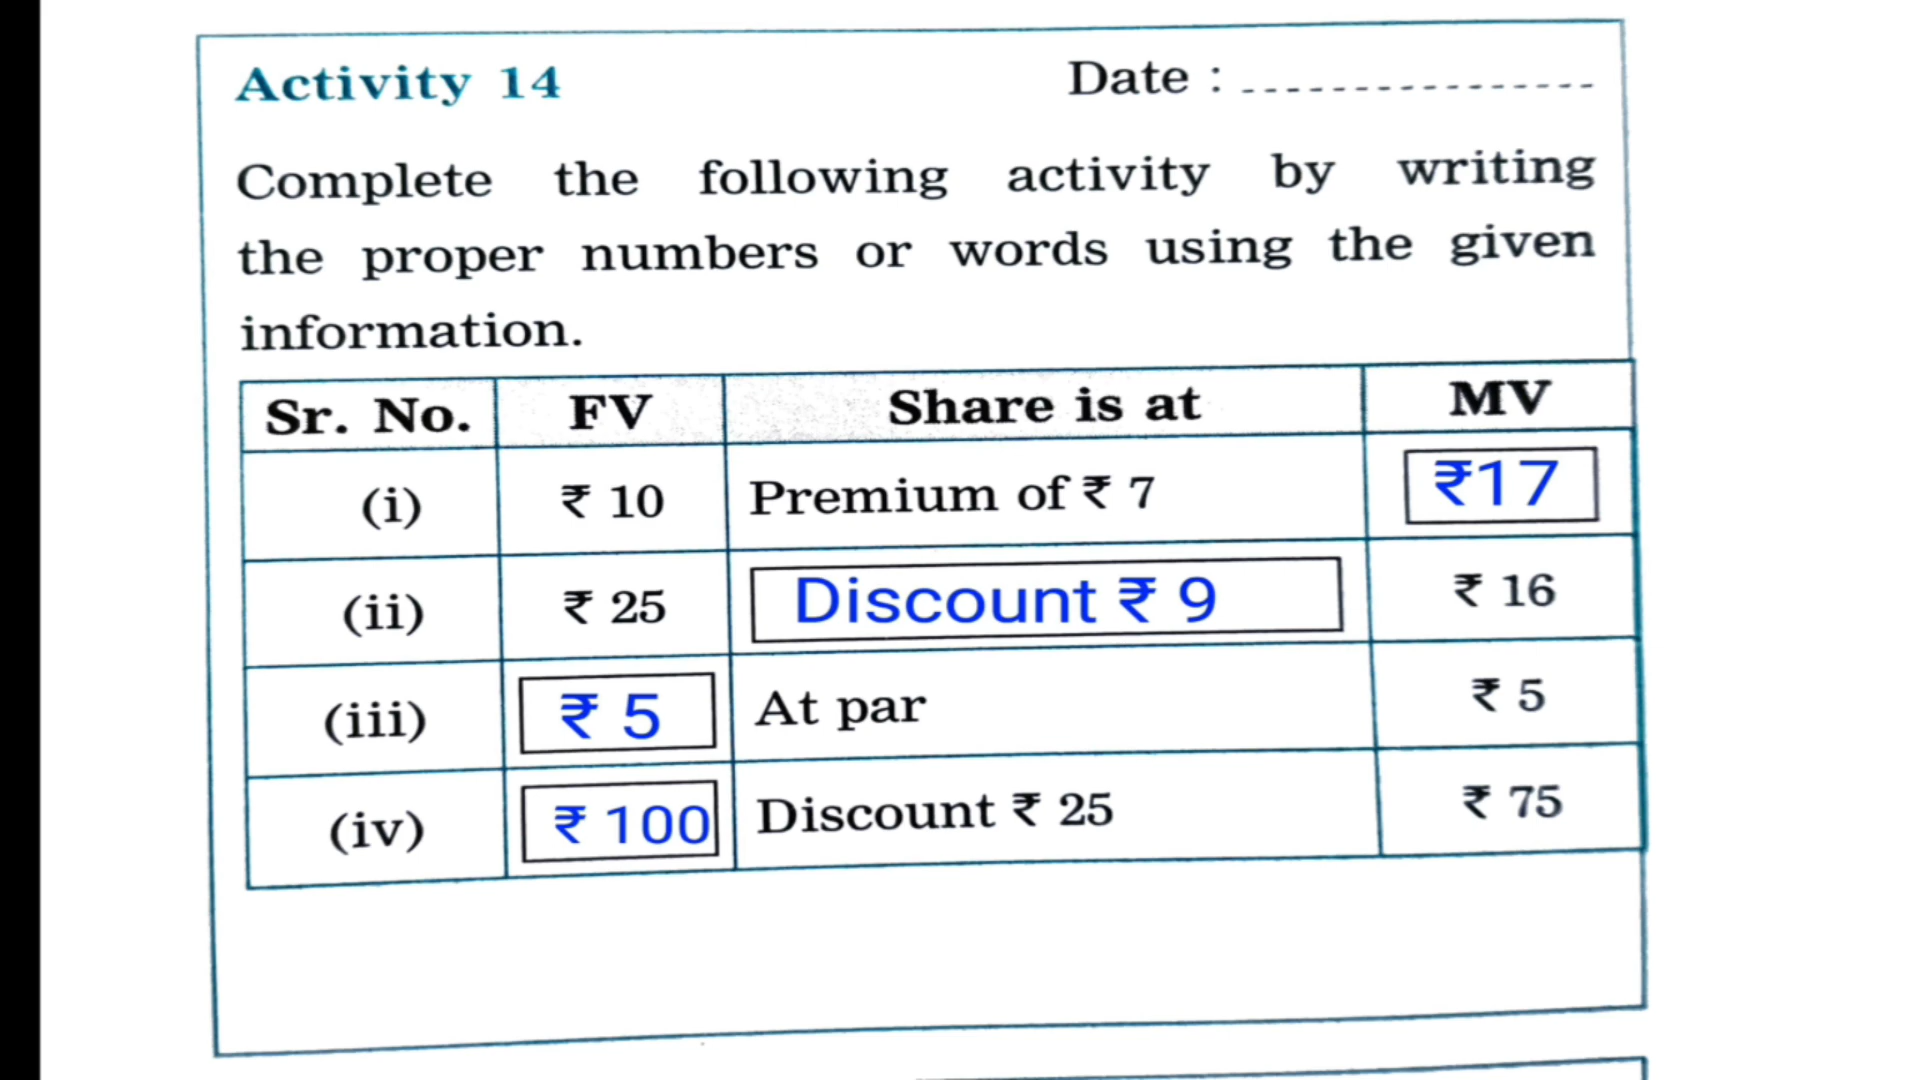 Activity 14 Date : ................
Complete the following activity by writing
the proper numbers or words using the given
information.
Sr. No. FV Share is at MV
(i) ₹ 10 Premium of ₹ 7 ₹17
(ii) ₹ 25 Discount ₹ 9 ₹ 16
(iii) ₹ 5 At par ₹ 5
(iv) ₹ 100 Discount ₹ 25 ₹ 75